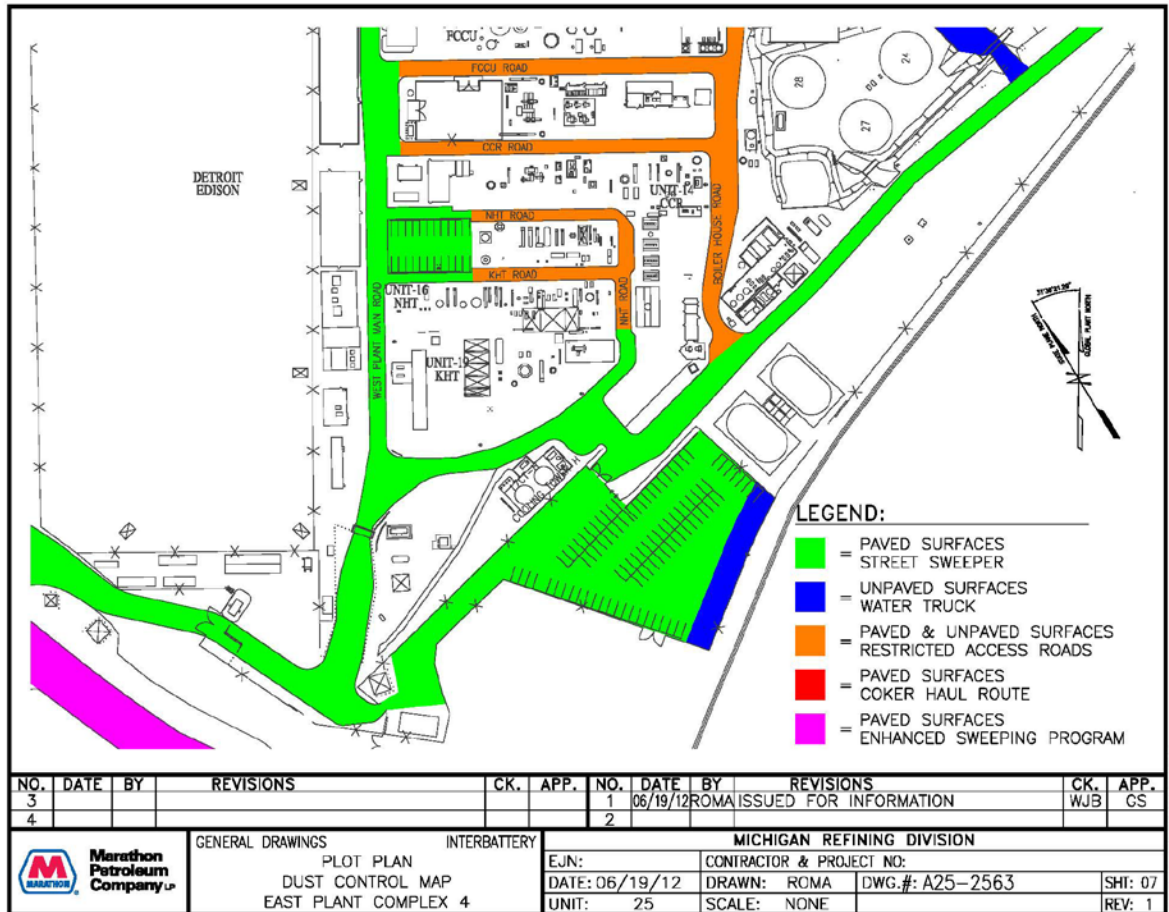 FCCU
FCCU ROAD
28
24
27
CCR ROAD
DETROIT
EDISON
UNIT-14
CCR
NHT ROAD
KHT ROAD
NHT ROAD
BOILER HOUSE ROAD
UNIT-16
NHT
WEST PLANT MAIN ROAD
UNIT-19
KHT
COOLING TOWER
GLOBAL PLANT NORTH
LEGEND:
= PAVED SURFACES
STREET SWEEPER
= UNPAVED SURFACES
WATER TRUCK
= PAVED & UNPAVED SURFACES
RESTRICTED ACCESS ROADS
= PAVED SURFACES
COKER HAUL ROUTE
= PAVED SURFACES
ENHANCED SWEEPING PROGRAM
NO. DATE BY REVISIONS CK. APP. NO. DATE BY REVISIONS CK. APP.
3 1 06/19/12 ROMA ISSUED FOR INFORMATION WJB GS
4 2
MARATHON
Marathon
Petroleum
Company LP
GENERAL DRAWINGS INTERBATTERY
PLOT PLAN
DUST CONTROL MAP
EAST PLANT COMPLEX 4
MICHIGAN REFINING DIVISION
EJN: CONTRACTOR & PROJECT NO:
DATE: 06/19/12 DRAWN: ROMA DWG.#: A25-2563 SHT: 07
UNIT: 25 SCALE: NONE REV: 1